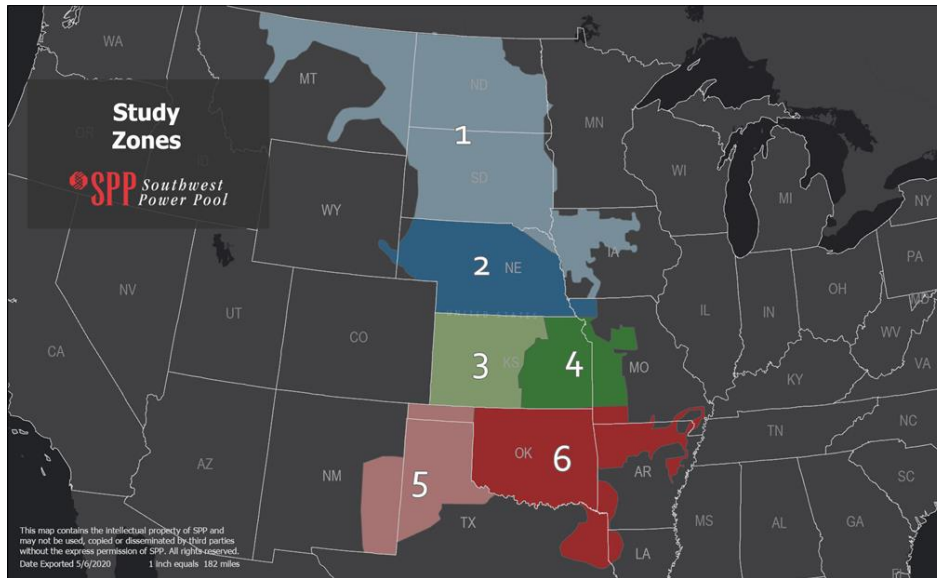 WA
MT
ND
MN
Study
Zones
SPP Southwest
Power Pool
1
SD
WI
MI
NY
WY
IA
PA
2
NE
NV
UT
CO
UNITED STATES
IL
IN
OH
MD
WV
VA
CA
3
KS
4
MO
KY
AZ
NM
5
OK
6
AR
TN
NC
SC
TX
MS
AL
GA
LA
This map contains the intellectual property of SPP and
may not be used, copied or disseminated by third parties
without the express permission of SPP. All rights reserved.
Date Exported 5/6/2020 1 inch equals 182 miles